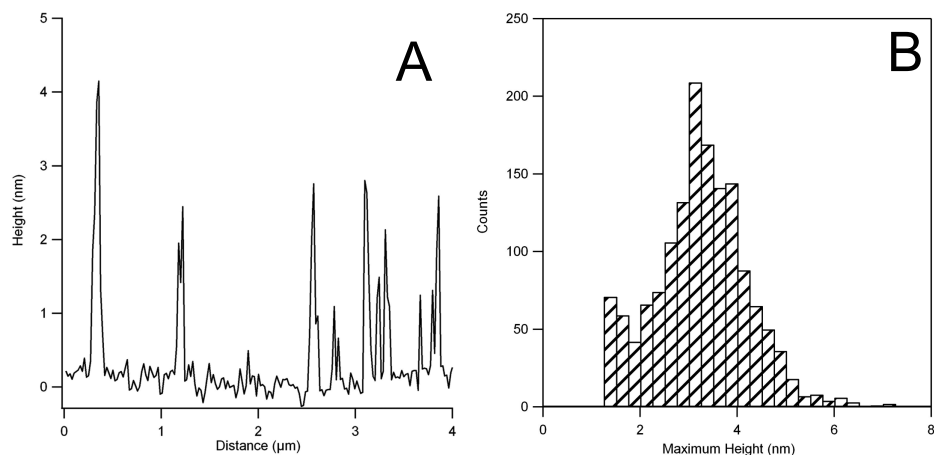 A
5
4
3
2
1
0
Height (nm)
0 1 2 3 4
Distance (µm)
B
250
200
150
100
50
0
Counts
0 2 4 6 8
Maximum Height (nm)